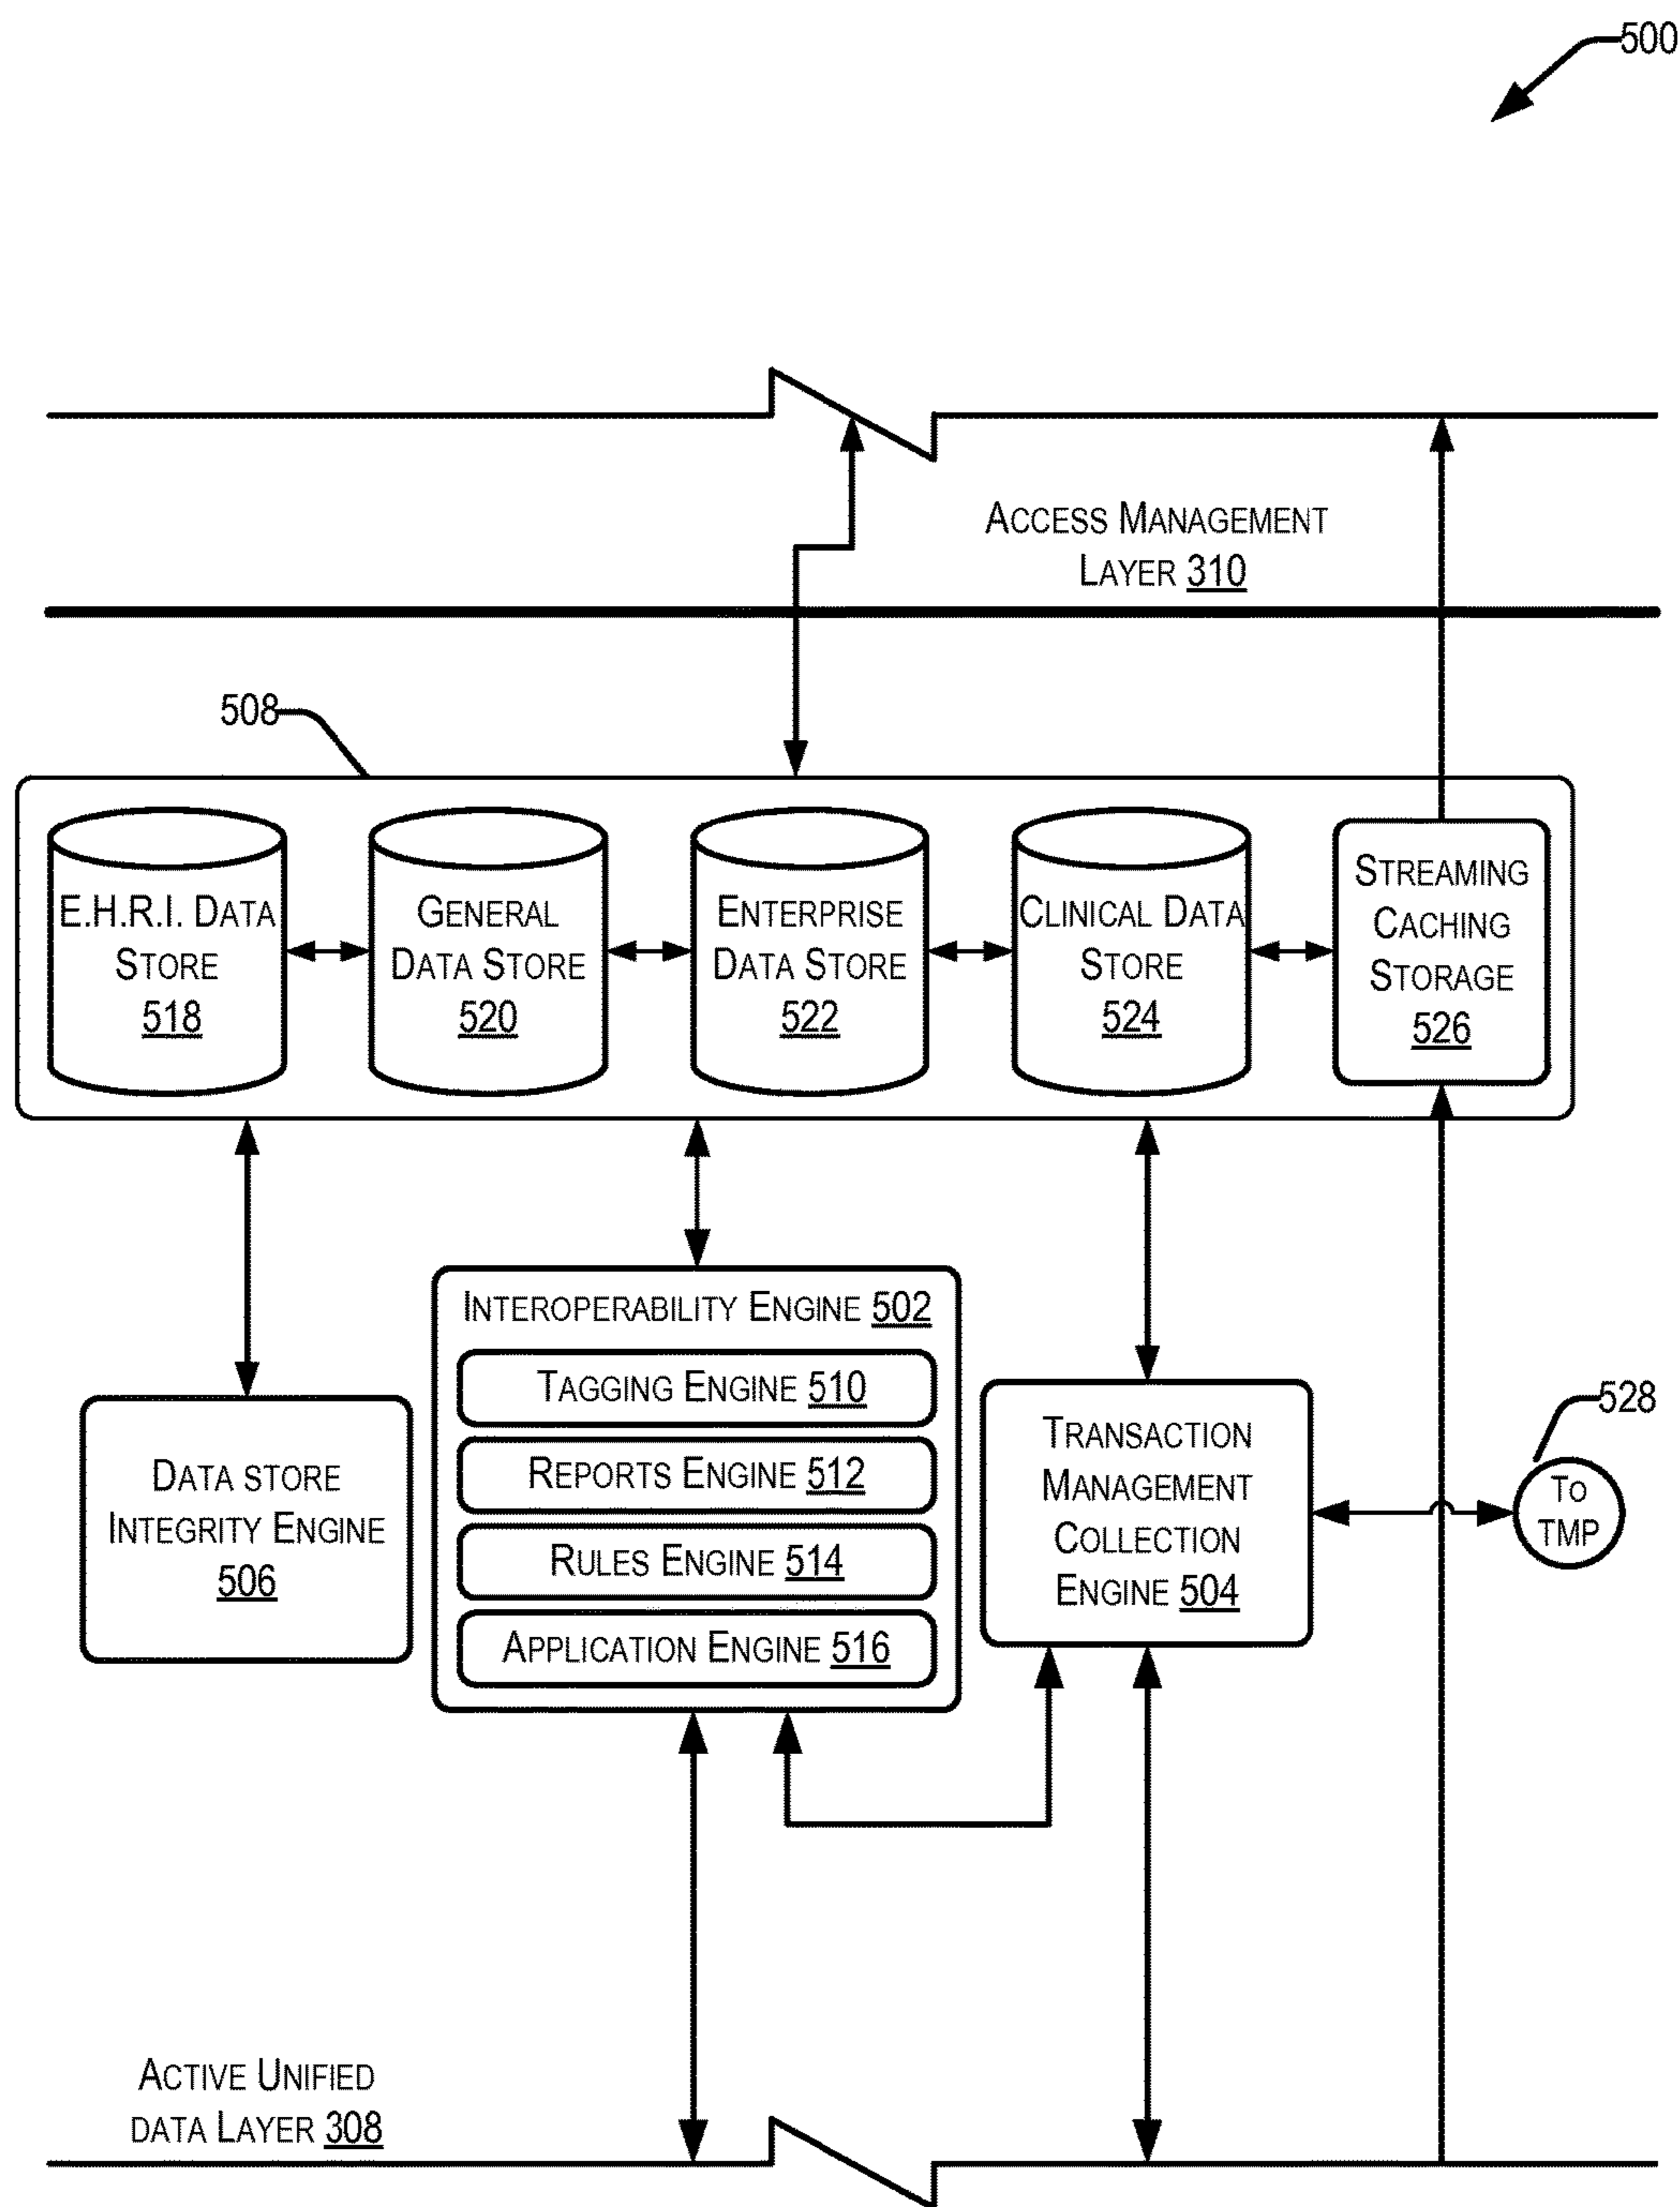 500
ACCESS MANAGEMENT
LAYER 310
508
E.H.R.I. DATA
STORE
518
GENERAL
DATA STORE
520
ENTERPRISE
DATA STORE
522
CLINICAL DATA
STORE
524
STREAMING
CACHING
STORAGE
526
INTEROPERABILITY ENGINE 502
TAGGING ENGINE 510
REPORTS ENGINE 512
RULES ENGINE 514
APPLICATION ENGINE 516
DATA STORE
INTEGRITY ENGINE
506
TRANSACTION
MANAGEMENT
COLLECTION
ENGINE 504
528
TO
TMP
ACTIVE UNIFIED
DATA LAYER 308